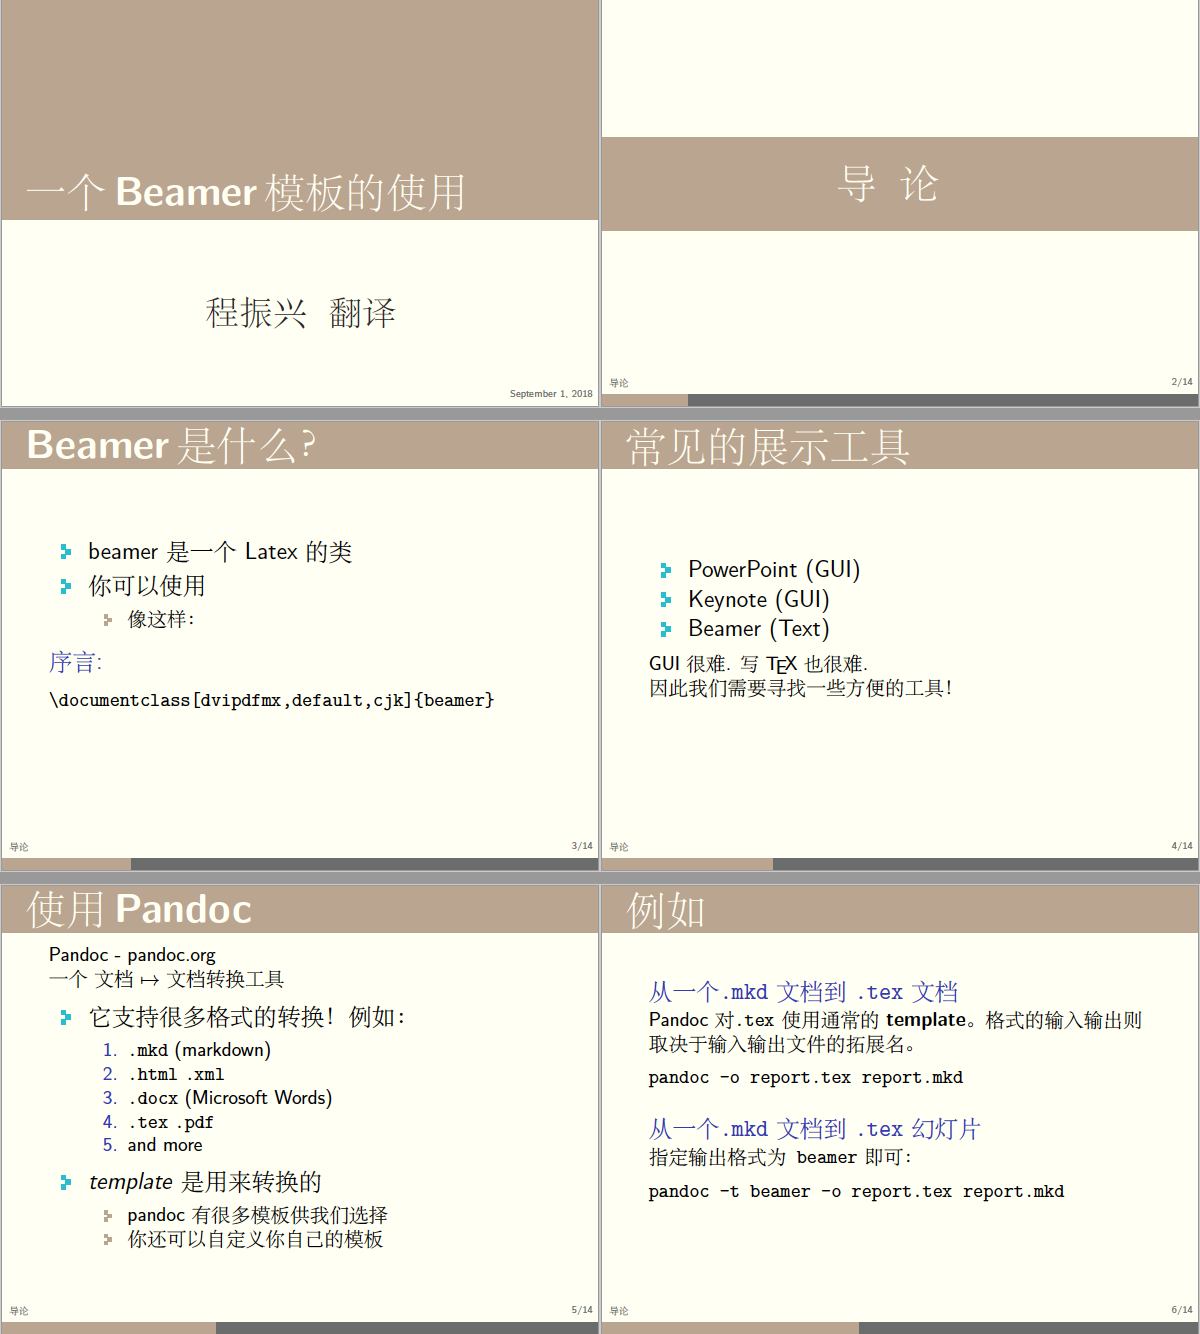 一个 Beamer 模板的使用
程振兴 翻译
September 1, 2018
导 论
导论
2/14
Beamer 是什么?
beamer 是一个 Latex 的类
你可以使用
像这样：
序言:
\documentclass[dvipdfmx,default,cjk]{beamer}
导论
3/14
常见的展示工具
PowerPoint (GUI)
Keynote (GUI)
Beamer (Text)
GUI 很难. 写 TEX 也很难.
因此我们需要寻找一些方便的工具！
导论
4/14
使用 Pandoc
Pandoc - pandoc.org
一个 文档 ↦ 文档转换工具
它支持很多格式的转换！例如：
1. .mkd (markdown)
2. .html .xml
3. .docx (Microsoft Words)
4. .tex .pdf
5. and more
template 是用来转换的
pandoc 有很多模板供我们选择
你还可以自定义你自己的模板
导论
5/14
例如
从一个.mkd 文档到 .tex 文档
Pandoc 对.tex 使用通常的 template。格式的输入输出则
取决于输入输出文件的拓展名。
pandoc -o report.tex report.mkd
从一个.mkd 文档到 .tex 幻灯片
指定输出格式为 beamer 即可：
pandoc -t beamer -o report.tex report.mkd
导论
6/14